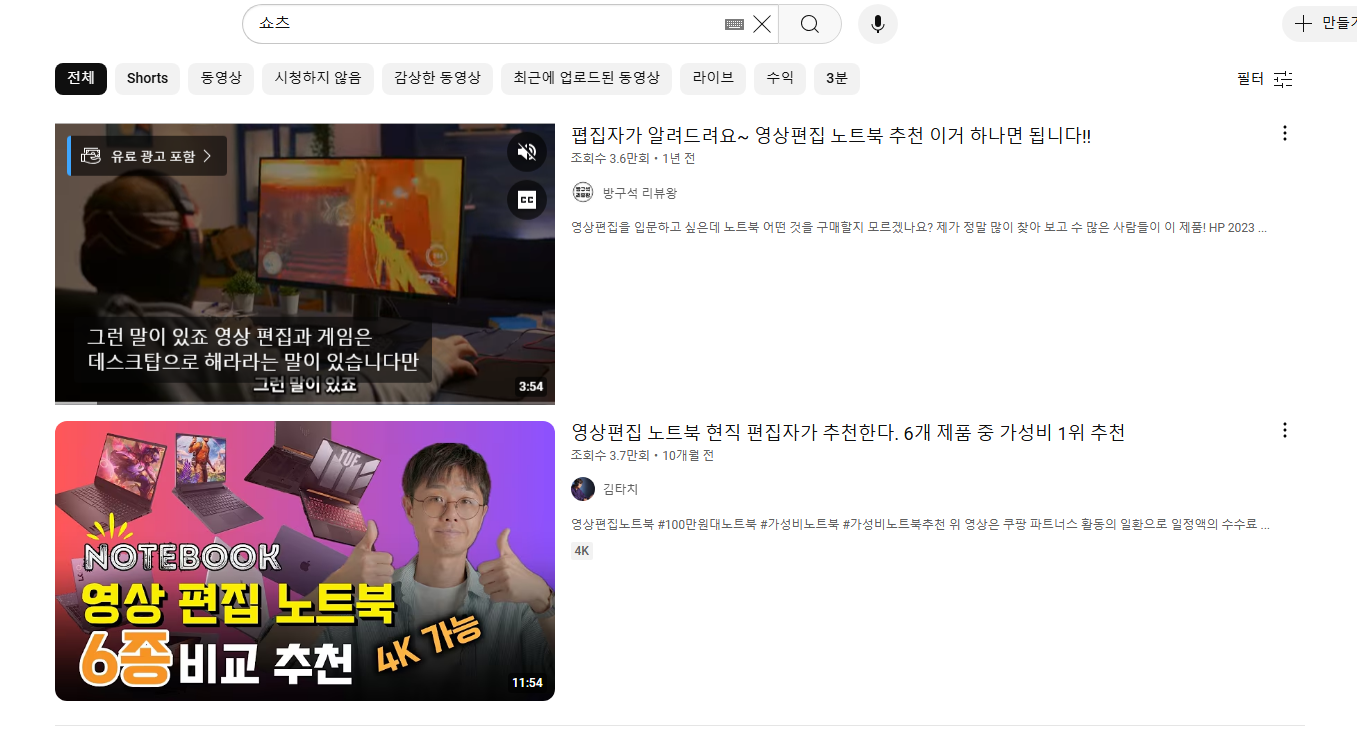 쇼츠
만들기
전체
Shorts
동영상
시청하지 않음
감상한 동영상
최근에 업로드된 동영상
라이브
수익
3분
필터
유료 광고 포함
CC
그런 말이 있죠 영상 편집과 게임은
데스크탑으로 해라라는 말이 있습니다만
그런 말이 있죠
3:54
편집자가 알려드려요~ 영상편집 노트북 추천 이거 하나면 됩니다!!
조회수 3.6만회 • 1년 전
방구석 리뷰왕
영상편집을 입문하고 싶은데 노트북 어떤 것을 구매할지 모르겠나요? 제가 정말 많이 찾아 보고 수 많은 사람들이 이 제품! HP 2023 ...
NOTEBOOK
영상 편집 노트북
6종비교 추천
4K 가능
11:54
영상편집 노트북 현직 편집자가 추천한다. 6개 제품 중 가성비 1위 추천
조회수 3.7만회 • 10개월 전
김타치
영상편집노트북 #100만원대노트북 #가성비노트북 #가성비노트북추천 위 영상은 쿠팡 파트너스 활동의 일환으로 일정액의 수수료 ...
4K